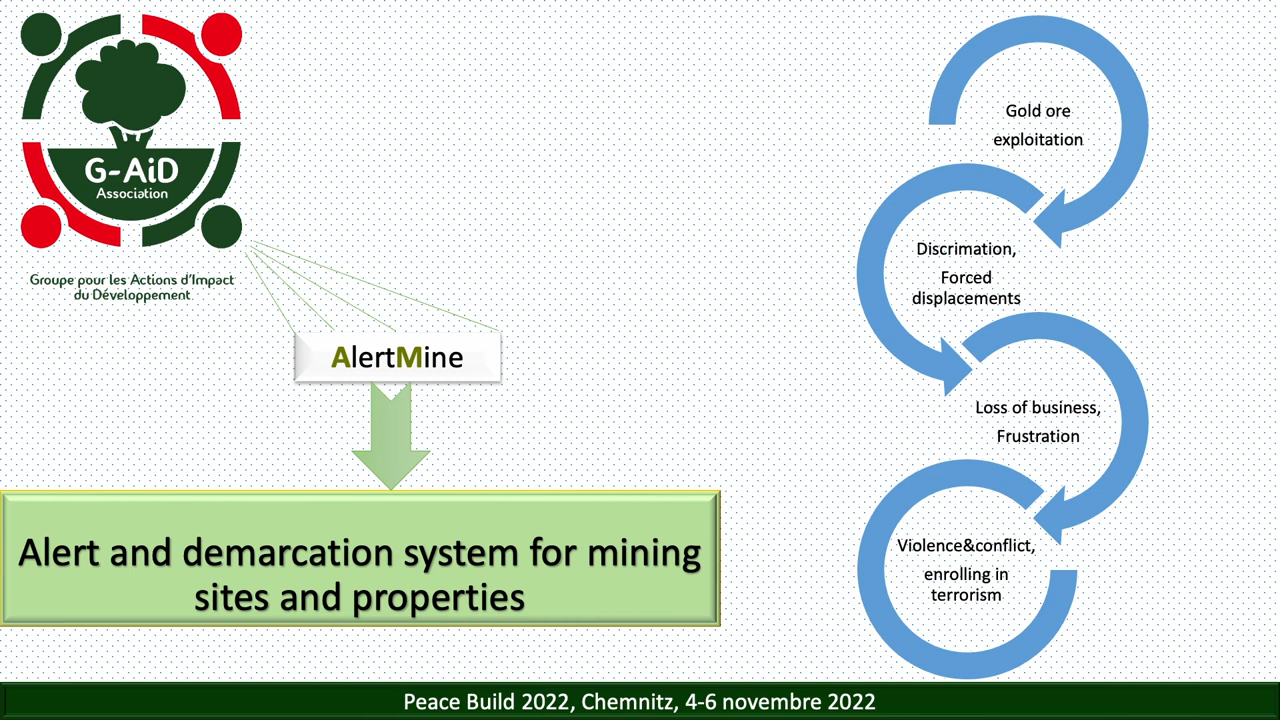 G-AiD
Association
Groupe pour les Actions d'Impact
du Développement
AlertMine
Alert and demarcation system for mining
sites and properties
Gold ore
exploitation
Discrimation,
Forced
displacements
Loss of business,
Frustration
Violence&conflict,
enrolling in
terrorism
Peace Build 2022, Chemnitz, 4-6 novembre 2022